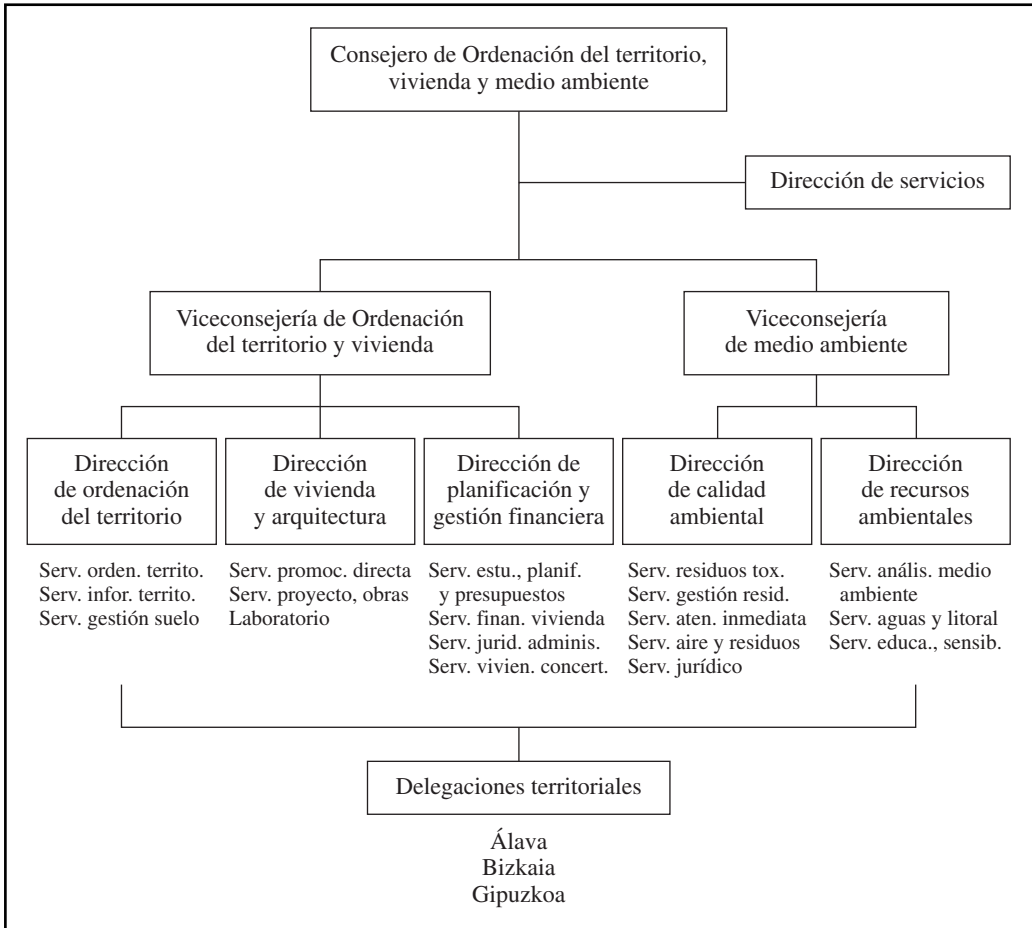 Consejero de Ordenación del territorio,
vivienda y medio ambiente
Dirección de servicios
Viceconsejería de Ordenación
del territorio y vivienda
Viceconsejería
de medio ambiente
Dirección
de ordenación
del territorio
Serv. orden. territo.
Serv. infor. territo.
Serv. gestión suelo
Dirección
de vivienda
y arquitectura
Serv. promoc. directa
Serv. proyecto, obras
Laboratorio
Dirección de
planificación y
gestión financiera
Serv. estu., planif.
y presupuestos
Serv. finan. vivienda
Serv. jurid. adminis.
Serv. vivien. concert.
Dirección
de calidad
ambiental
Serv. residuos tox.
Serv. gestión resid.
Serv. aten. inmediata
Serv. aire y residuos
Serv. jurídico
Dirección
de recursos
ambientales
Serv. anális. medio
ambiente
Serv. aguas y litoral
Serv. educa., sensib.
Delegaciones territoriales
Álava
Bizkaia
Gipuzkoa